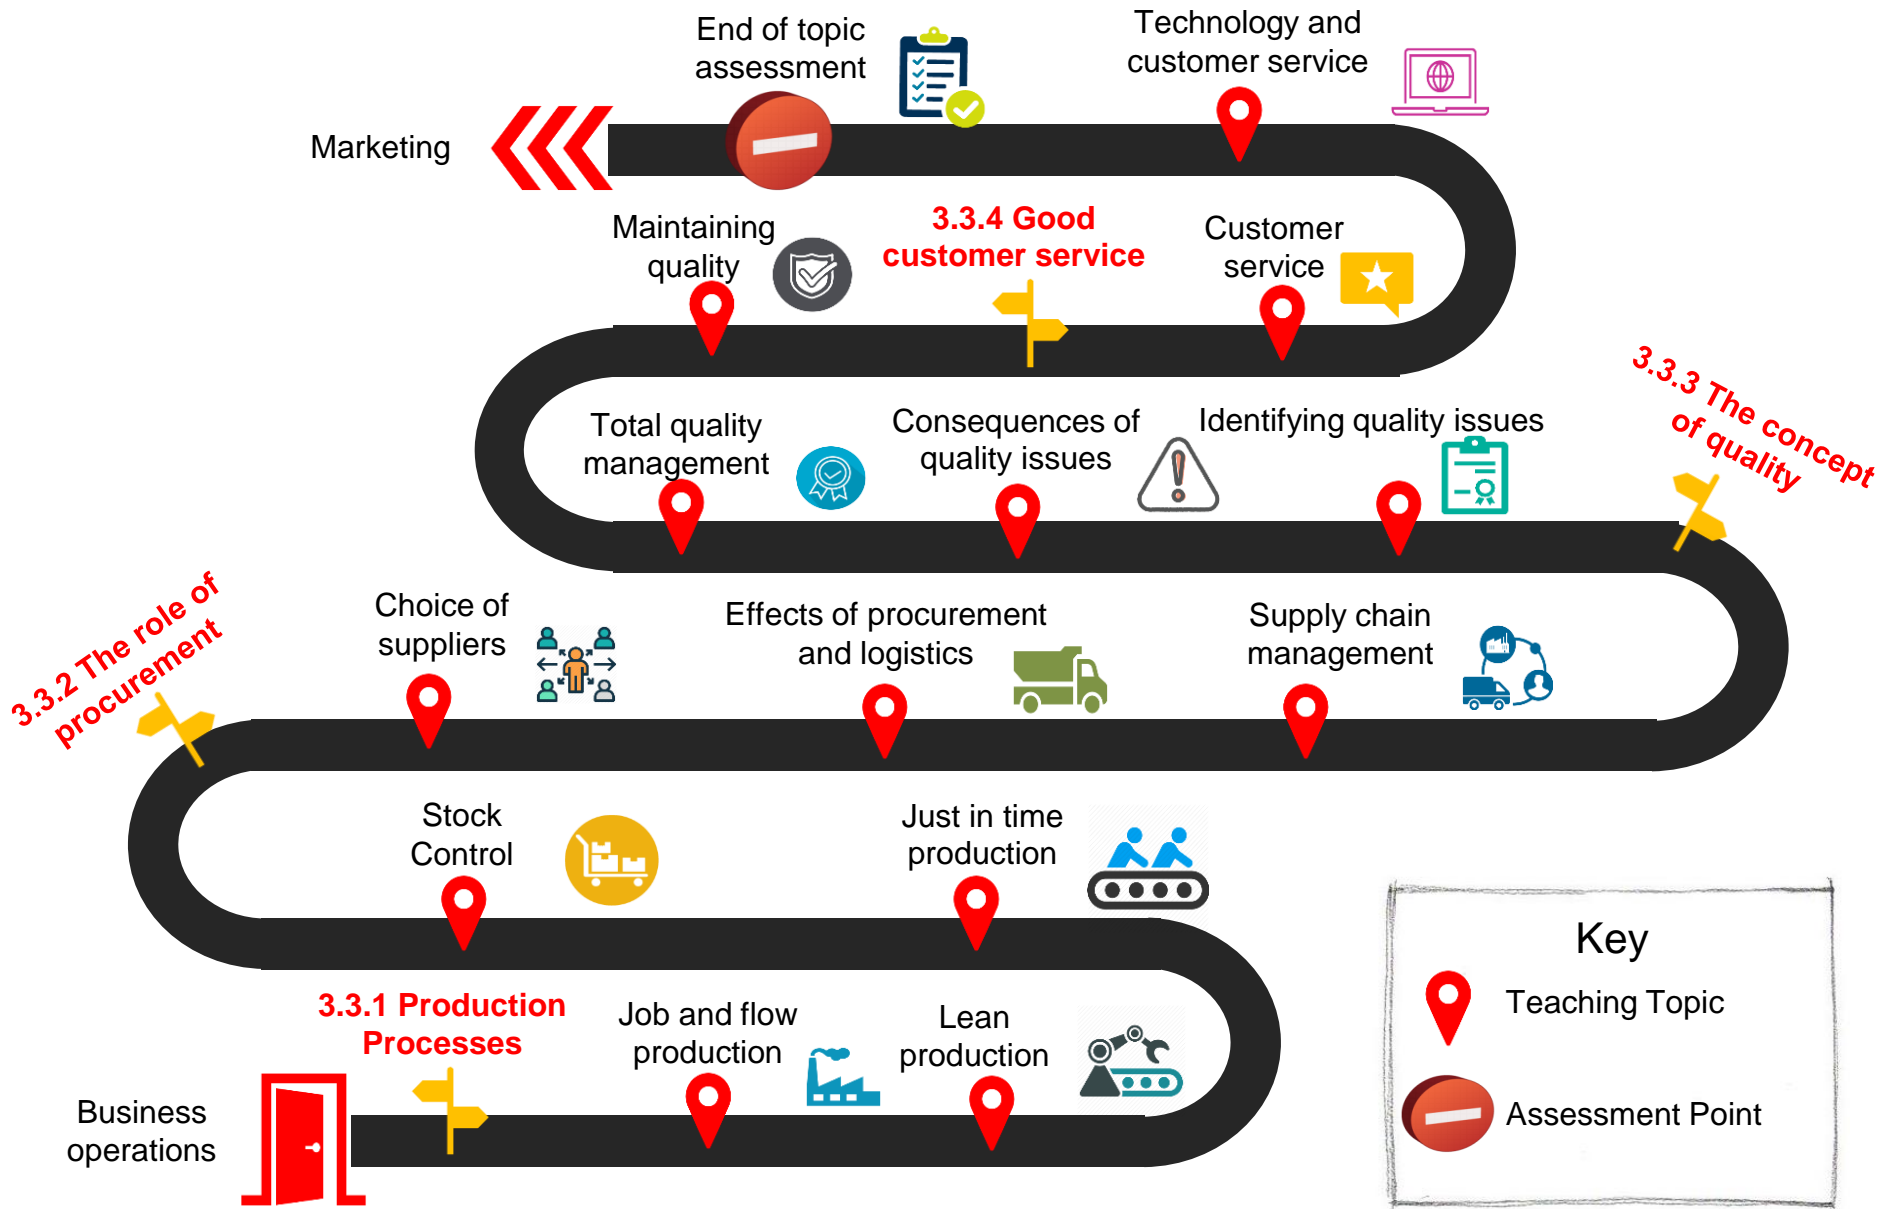 End of topic
assessment
Technology and
customer service
Marketing
Maintaining
quality
3.3.4 Good
customer service
Customer
service
3.3.3 The concept
of quality
Total quality
management
Consequences of
quality issues
Identifying quality issues
3.3.2 The role of
procurement
Choice of
suppliers
Effects of procurement
and logistics
Supply chain
management
Stock
Control
Just in time
production
3.3.1 Production
Processes
Job and flow
production
Lean
production
Business
operations
Key
Teaching Topic
Assessment Point